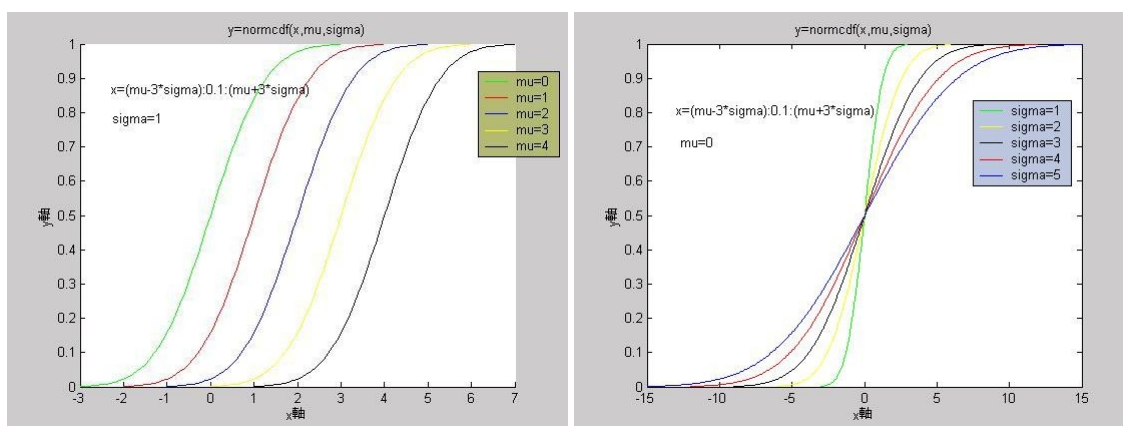 y=normcdf(x,mu,sigma)
1
0.9
0.8
0.7
0.6
0.5
0.4
0.3
0.2
0.1
0
y軸
x=(mu-3*sigma):0.1:(mu+3*sigma)
sigma=1
mu=0
mu=1
mu=2
mu=3
mu=4
-3 -2 -1 0 1 2 3 4 5 6 7
x軸
y=normcdf(x,mu,sigma)
1
0.9
0.8
0.7
0.6
0.5
0.4
0.3
0.2
0.1
0
y軸
x=(mu-3*sigma):0.1:(mu+3*sigma)
mu=0
sigma=1
sigma=2
sigma=3
sigma=4
sigma=5
-15 -10 -5 0 5 10 15
x軸